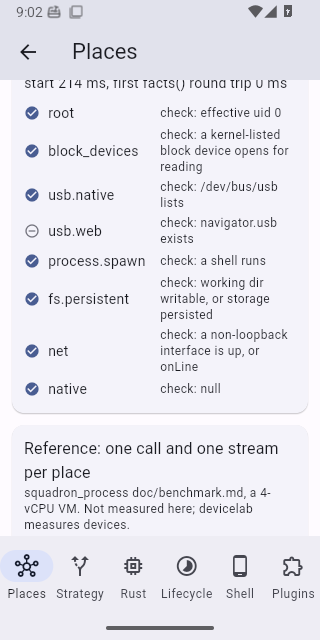 9:02
Places
start 214 ms, first facts() round trip 0 ms
root check: effective uid 0
block_devices check: a kernel-listed
block device opens for
reading
usb.native check: /dev/bus/usb
lists
usb.web check: navigator.usb
exists
process.spawn check: a shell runs
fs.persistent check: working dir
writable, or storage
persisted
net check: a non-loopback
interface is up, or
onLine
native check: null
Reference: one call and one stream
per place
squadron_process doc/benchmark.md, a 4-
vCPU VM. Not measured here; devicelab
measures devices.
Places Strategy Rust Lifecycle Shell Plugins